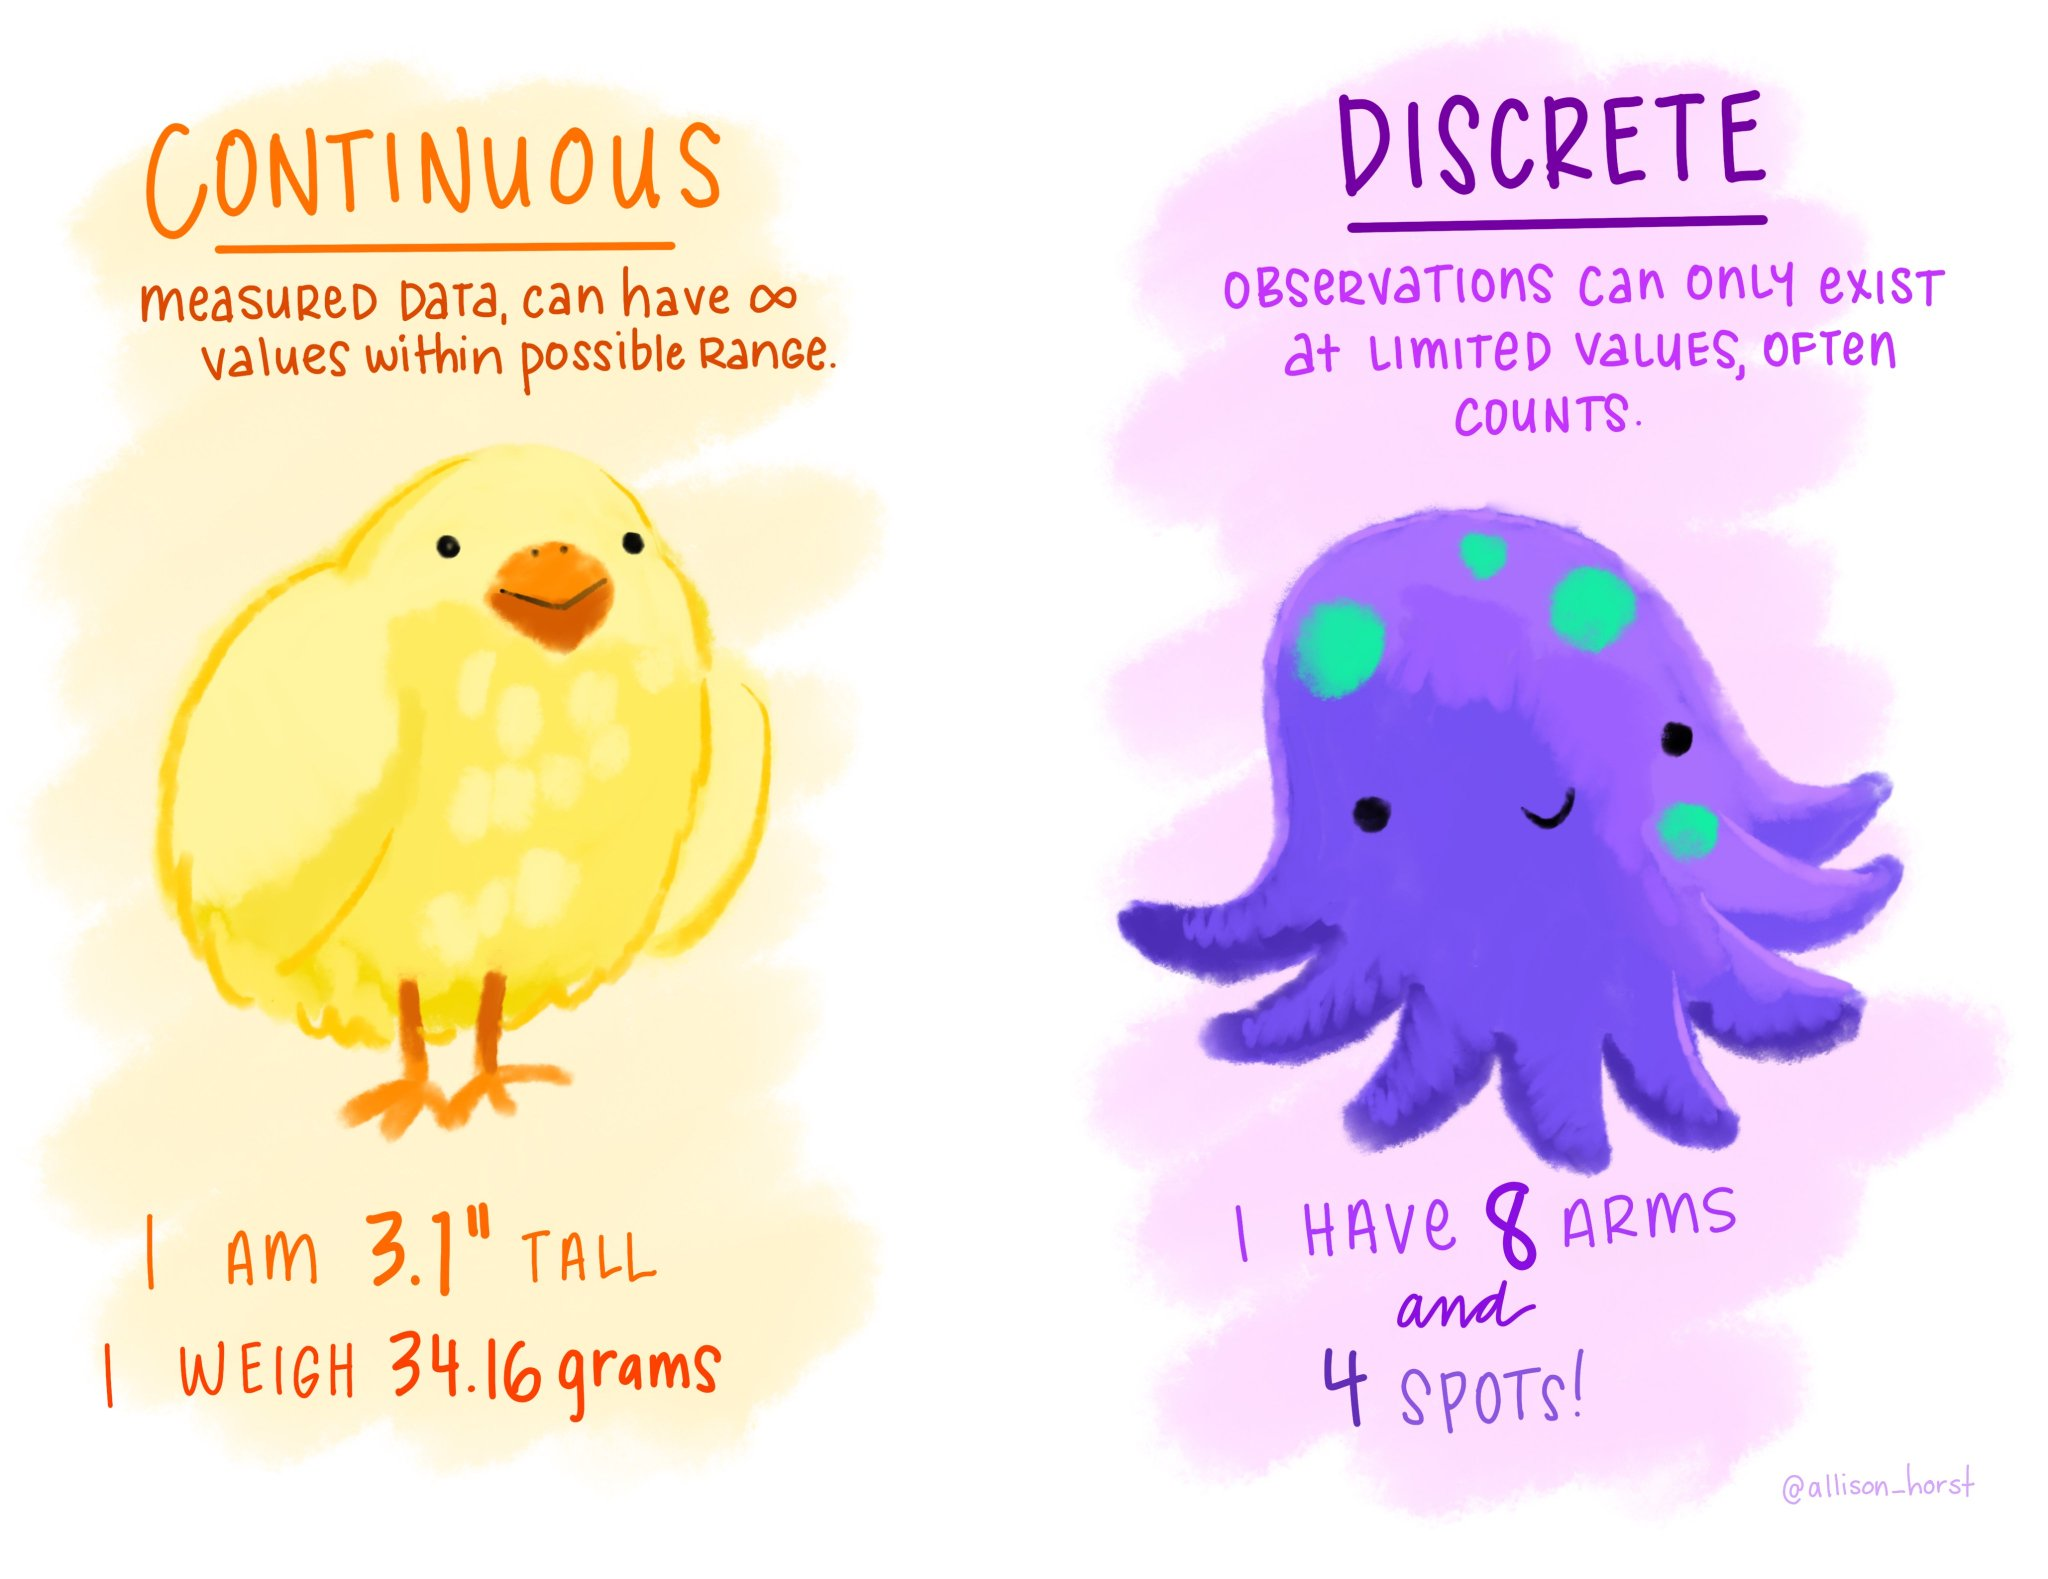 CONTINUOUS
measured data, can have ∞
values within possible range.
I AM 3.1" TALL
I WEIGH 34.16 grams
DISCRETE
OBSERVATIONS can ONLY EXIST
at LIMITED VALUES, OFTEN
COUNTS.
I HAVE 8 ARMS
and
4 SPOTS!
@allison_horst